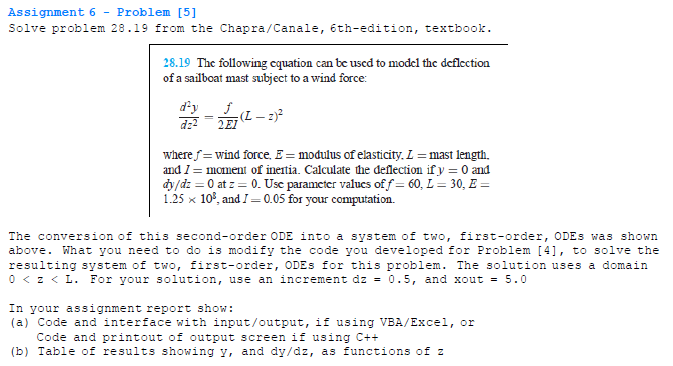 Assignment 6 - Problem [5]
Solve problem 28.19 from the Chapra/Canale, 6th-edition, textbook.
28.19 The following equation can be used to model the deflection
of a sailboat mast subject to a wind force:
d²y/dz² = f/2EI (L − z)²
where f = wind force, E = modulus of elasticity, L = mast length,
and I = moment of inertia. Calculate the deflection if y = 0 and
dy/dz = 0 at z = 0. Use parameter values of f = 60, L = 30, E =
1.25 × 10⁸, and I = 0.05 for your computation.
The conversion of this second-order ODE into a system of two, first-order, ODEs was shown
above. What you need to do is modify the code you developed for Problem [4], to solve the
resulting system of two, first-order, ODEs for this problem. The solution uses a domain
0 < z < L. For your solution, use an increment dz = 0.5, and xout = 5.0
In your assignment report show:
(a) Code and interface with input/output, if using VBA/Excel, or
Code and printout of output screen if using C++
(b) Table of results showing y, and dy/dz, as functions of z